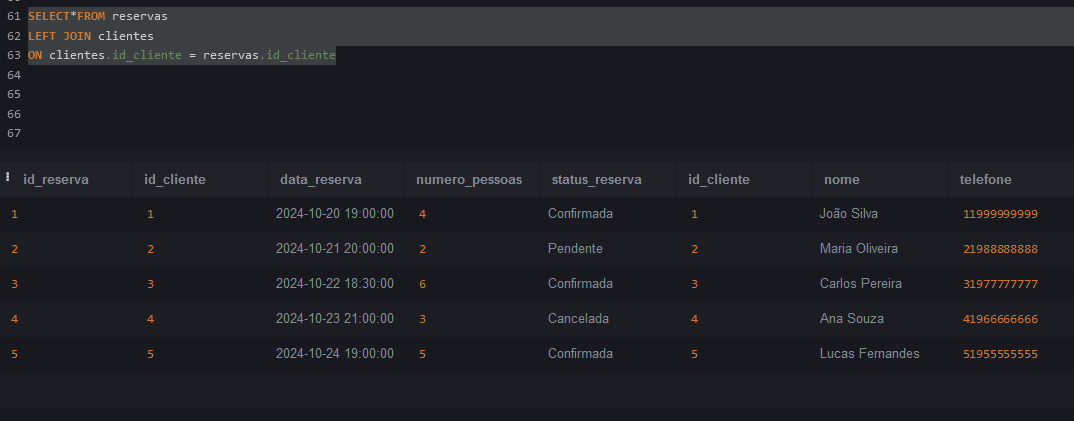 61 SELECT*FROM reservas
62 LEFT JOIN clientes
63 ON clientes.id_cliente = reservas.id_cliente
64
65
66
67
id_reserva id_cliente data_reserva numero_pessoas status_reserva id_cliente nome telefone
1 1 2024-10-20 19:00:00 4 Confirmada 1 João Silva 11999999999
2 2 2024-10-21 20:00:00 2 Pendente 2 Maria Oliveira 21988888888
3 3 2024-10-22 18:30:00 6 Confirmada 3 Carlos Pereira 31977777777
4 4 2024-10-23 21:00:00 3 Cancelada 4 Ana Souza 41966666666
5 5 2024-10-24 19:00:00 5 Confirmada 5 Lucas Fernandes 51955555555